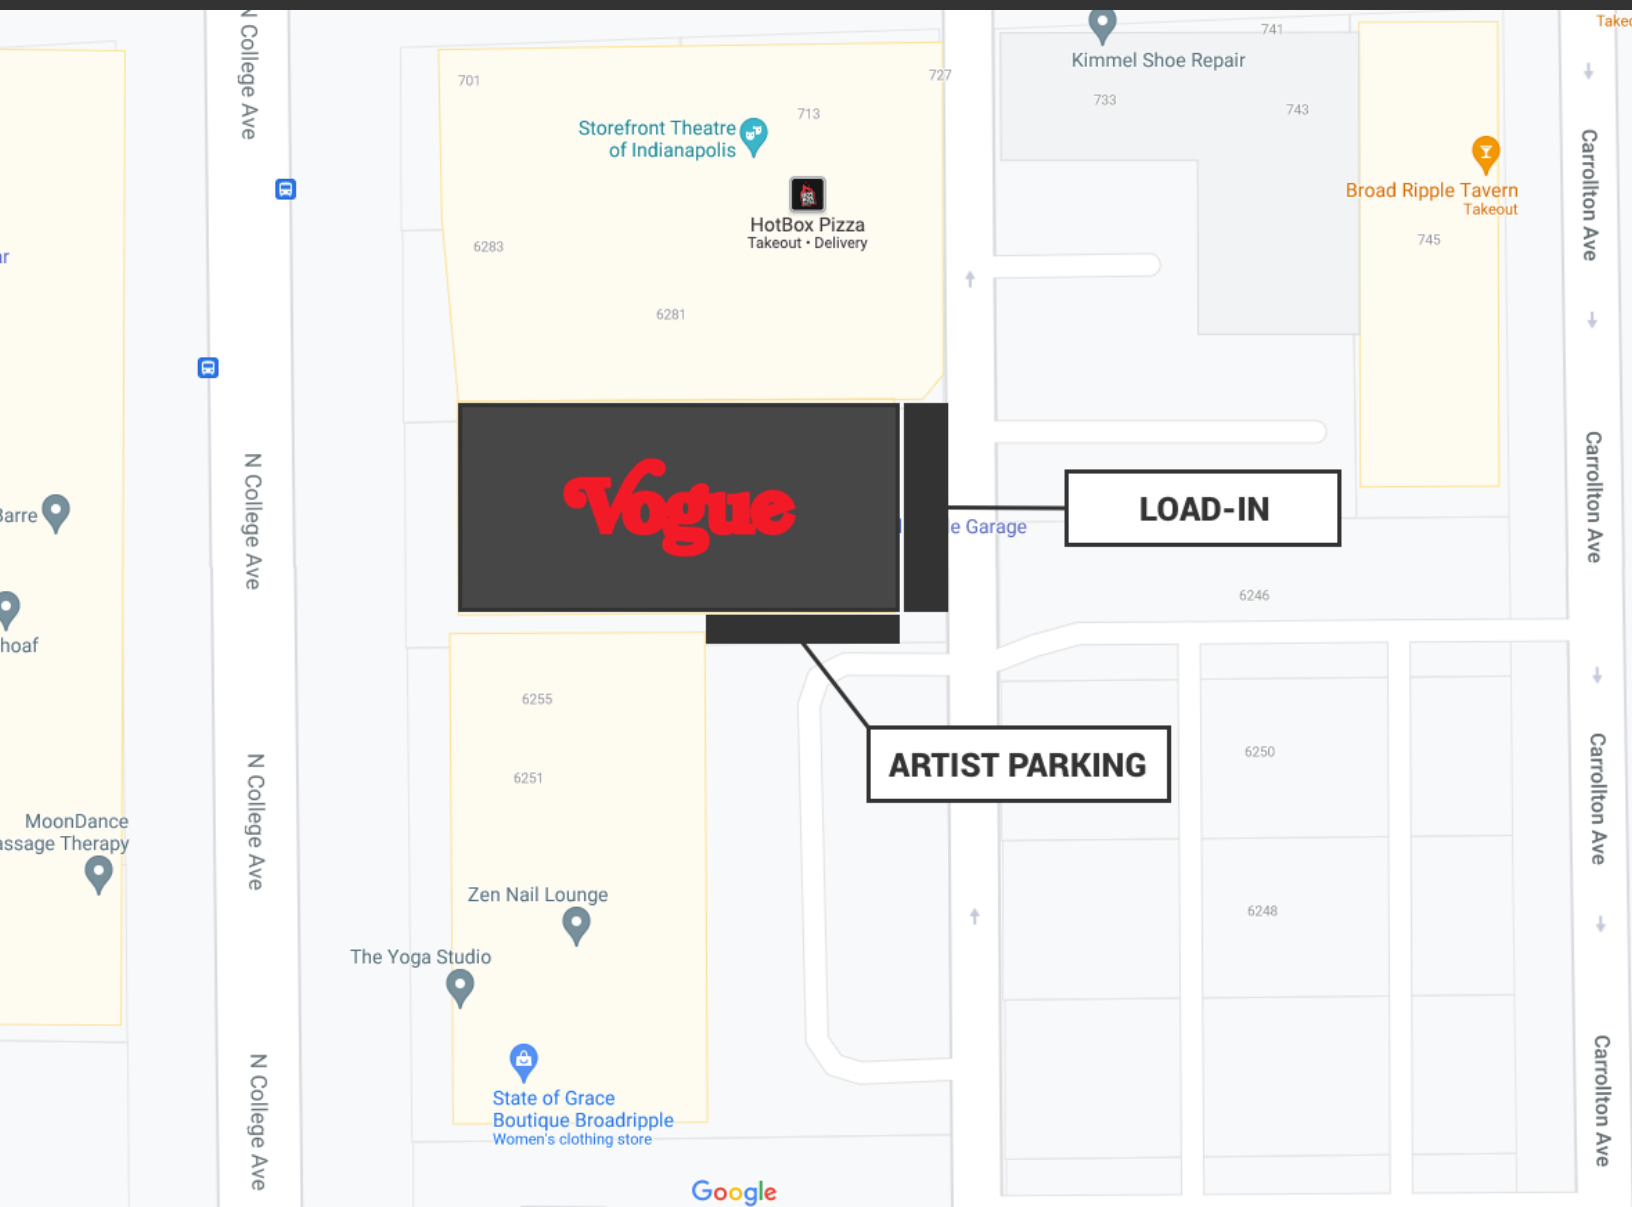 N College Ave
701
727
741
Takeo
Kimmel Shoe Repair
733
743
713
Storefront Theatre
of Indianapolis
HotBox Pizza
Takeout • Delivery
Broad Ripple Tavern
Takeout
745
Carrollton Ave
6283
6281
ar
N College Ave
Vogue
LOAD-IN
Barre
e Garage
Carrollton Ave
6246
hoaf
6255
6251
ARTIST PARKING
6250
N College Ave
Carrollton Ave
MoonDance
assage Therapy
Zen Nail Lounge
6248
The Yoga Studio
State of Grace
Boutique Broadripple
Women's clothing store
N College Ave
Carrollton Ave
Google